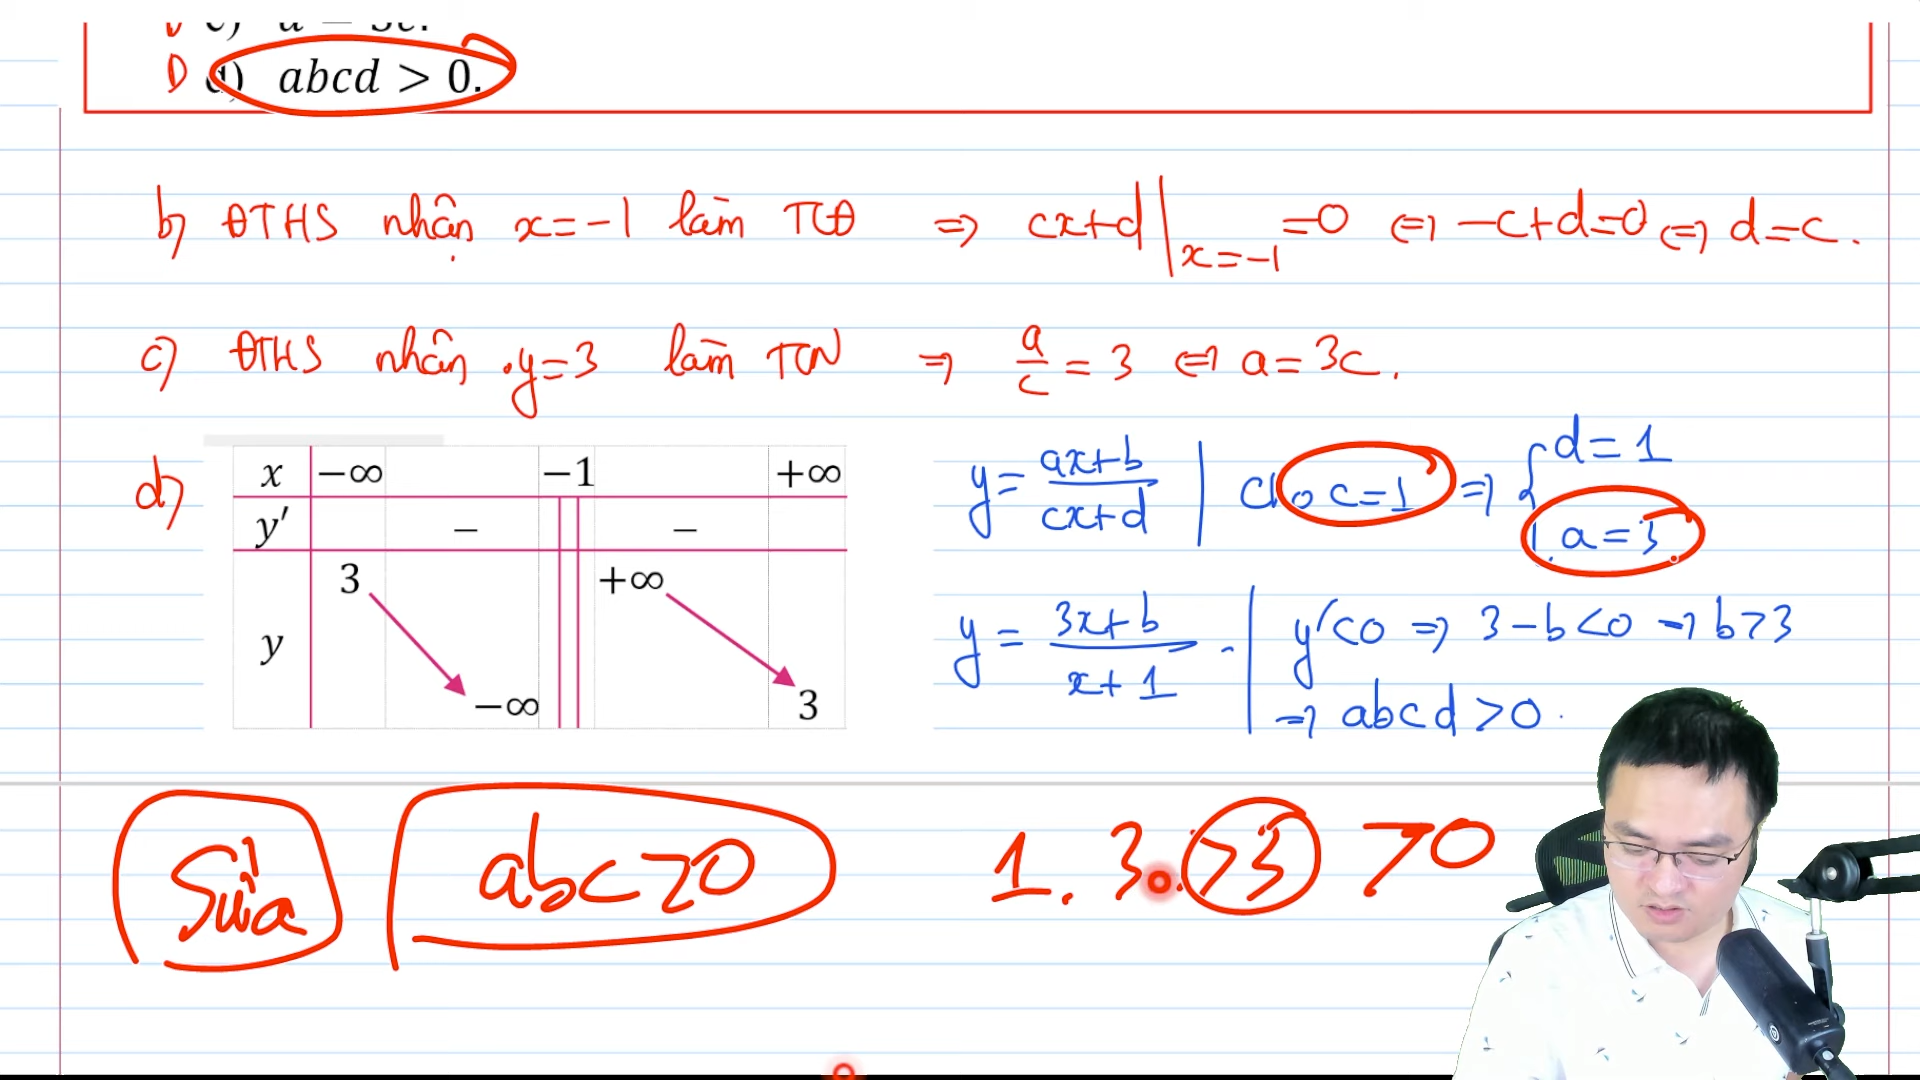 Đ d) abcd > 0.
b) ĐTHS nhận x = -1 làm TCĐ ⇒ cx+d | x=-1 = 0 ⇔ -c+d=0 ⇔ d=c.
c) ĐTHS nhận y=3 làm TCN ⇒ a/c = 3 ⇔ a=3c.
d)
x −∞ −1 +∞
y′ − −
y 3 −∞ +∞ 3
y = ax+b / cx+d | cho c=1 ⇒ { d=1
a=3
y = 3x+b / x+1 . | y'<0 ⇒ 3-b<0 → b>3
⇒ abcd >0.
Sửa abc>0 1. 3. >3 >0